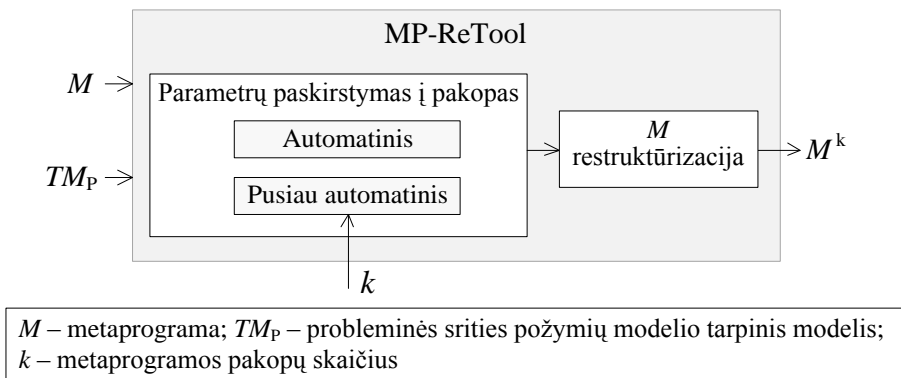 MP-ReTool
M
Parametrų paskirstymas į pakopas
Automatinis
Pusiau automatinis
TMP
k
M
restruktūrizacija
Mk
M – metaprograma; TMP – probleminės srities požymių modelio tarpinis modelis;
k – metaprogramos pakopų skaičius